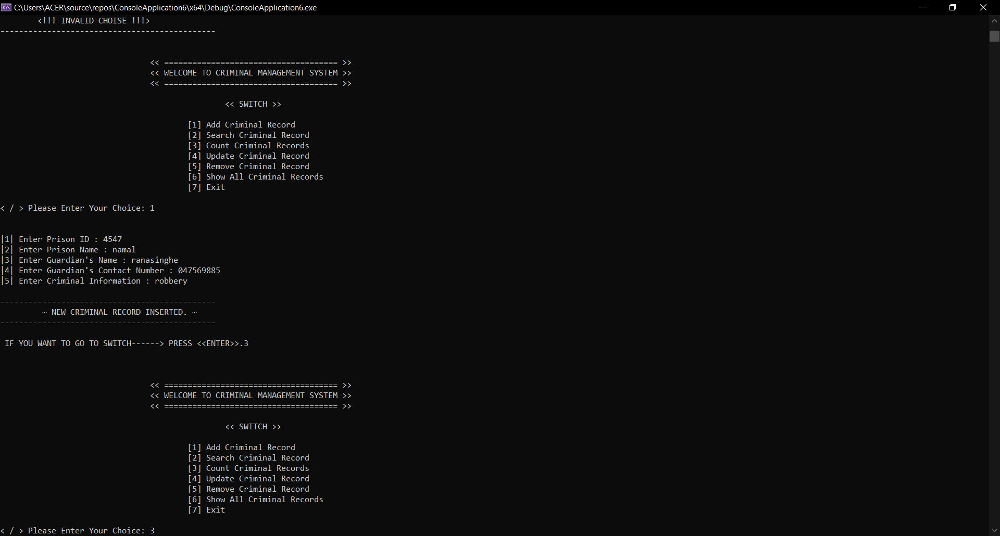 C:\Users\ACER\source\repos\ConsoleApplication6\x64\Debug\ConsoleApplication6.exe
<!!! INVALID CHOISE !!!>
----------------------------------------------
<< ===================================== >>
<< WELCOME TO CRIMINAL MANAGEMENT SYSTEM >>
<< ===================================== >>
<< SWITCH >>
[1] Add Criminal Record
[2] Search Criminal Record
[3] Count Criminal Records
[4] Update Criminal Record
[5] Remove Criminal Record
[6] Show All Criminal Records
[7] Exit
< / > Please Enter Your Choice: 1
|1| Enter Prison ID : 4547
|2| Enter Prison Name : namal
|3| Enter Guardian's Name : ranasinghe
|4| Enter Guardian's Contact Number : 047569885
|5| Enter Criminal Information : robbery
----------------------------------------------
~ NEW CRIMINAL RECORD INSERTED. ~
----------------------------------------------
IF YOU WANT TO GO TO SWITCH------> PRESS <<ENTER>>.3
<< ===================================== >>
<< WELCOME TO CRIMINAL MANAGEMENT SYSTEM >>
<< ===================================== >>
<< SWITCH >>
[1] Add Criminal Record
[2] Search Criminal Record
[3] Count Criminal Records
[4] Update Criminal Record
[5] Remove Criminal Record
[6] Show All Criminal Records
[7] Exit
< / > Please Enter Your Choice: 3